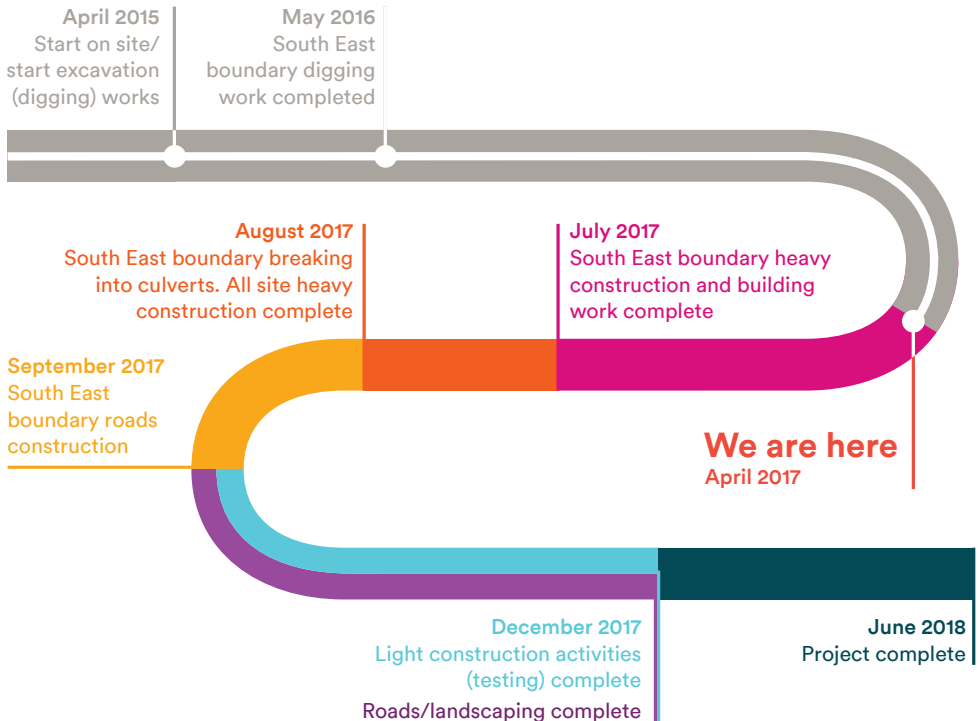 April 2015
Start on site/
start excavation
(digging) works
May 2016
South East
boundary digging
work completed
August 2017
South East boundary breaking
into culverts. All site heavy
construction complete
July 2017
South East boundary heavy
construction and building
work complete
September 2017
South East
boundary roads
construction
We are here
April 2017
December 2017
Light construction activities
(testing) complete
Roads/landscaping complete
June 2018
Project complete